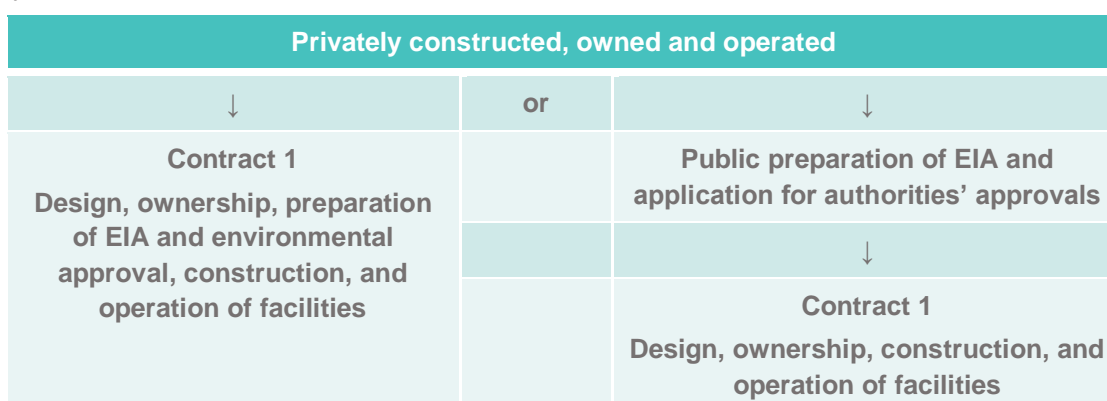 Privately constructed, owned and operated
↓
or
↓
Contract 1
Design, ownership, preparation
of EIA and environmental
approval, construction, and
operation of facilities
Public preparation of EIA and
application for authorities’ approvals
↓
Contract 1
Design, ownership, construction, and
operation of facilities